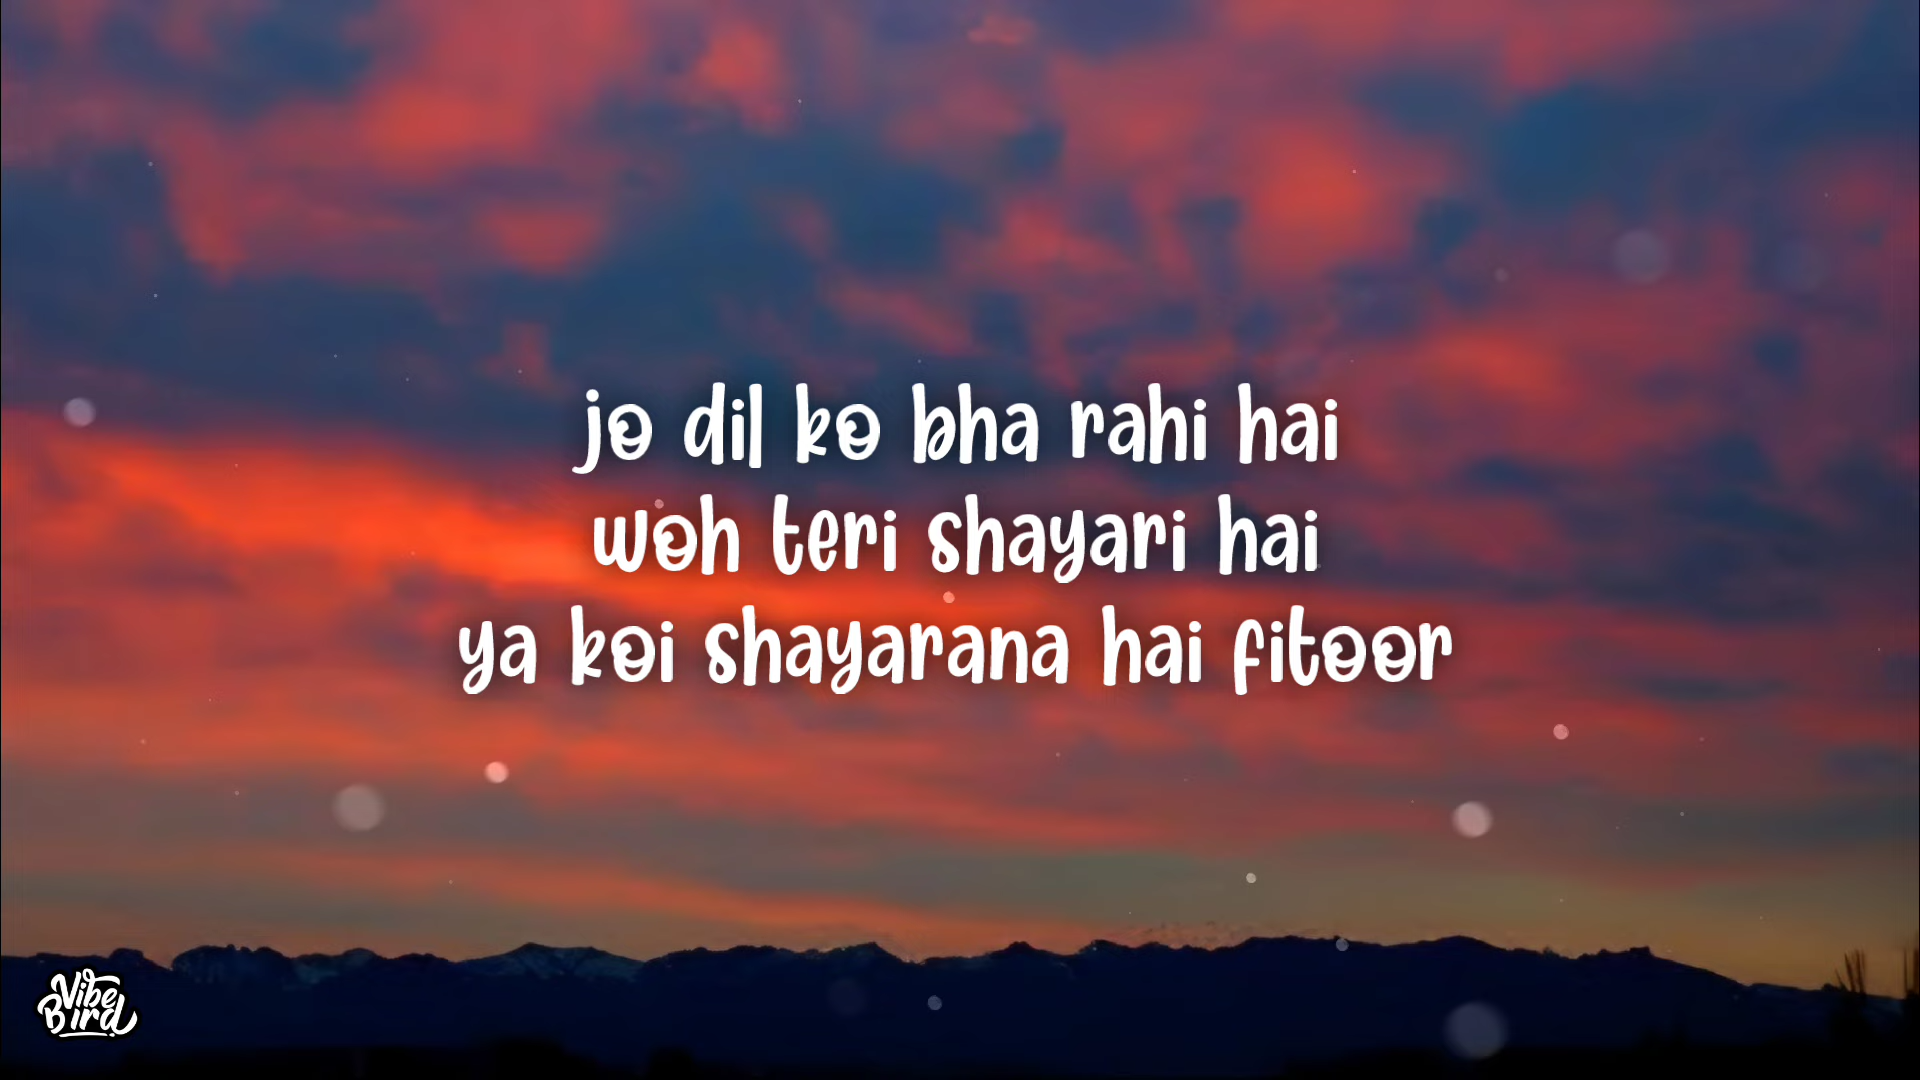 jo dil ko bha rahi hai
woh teri shayari hai
ya koi shayarana hai fitoor
Vibe
Bird